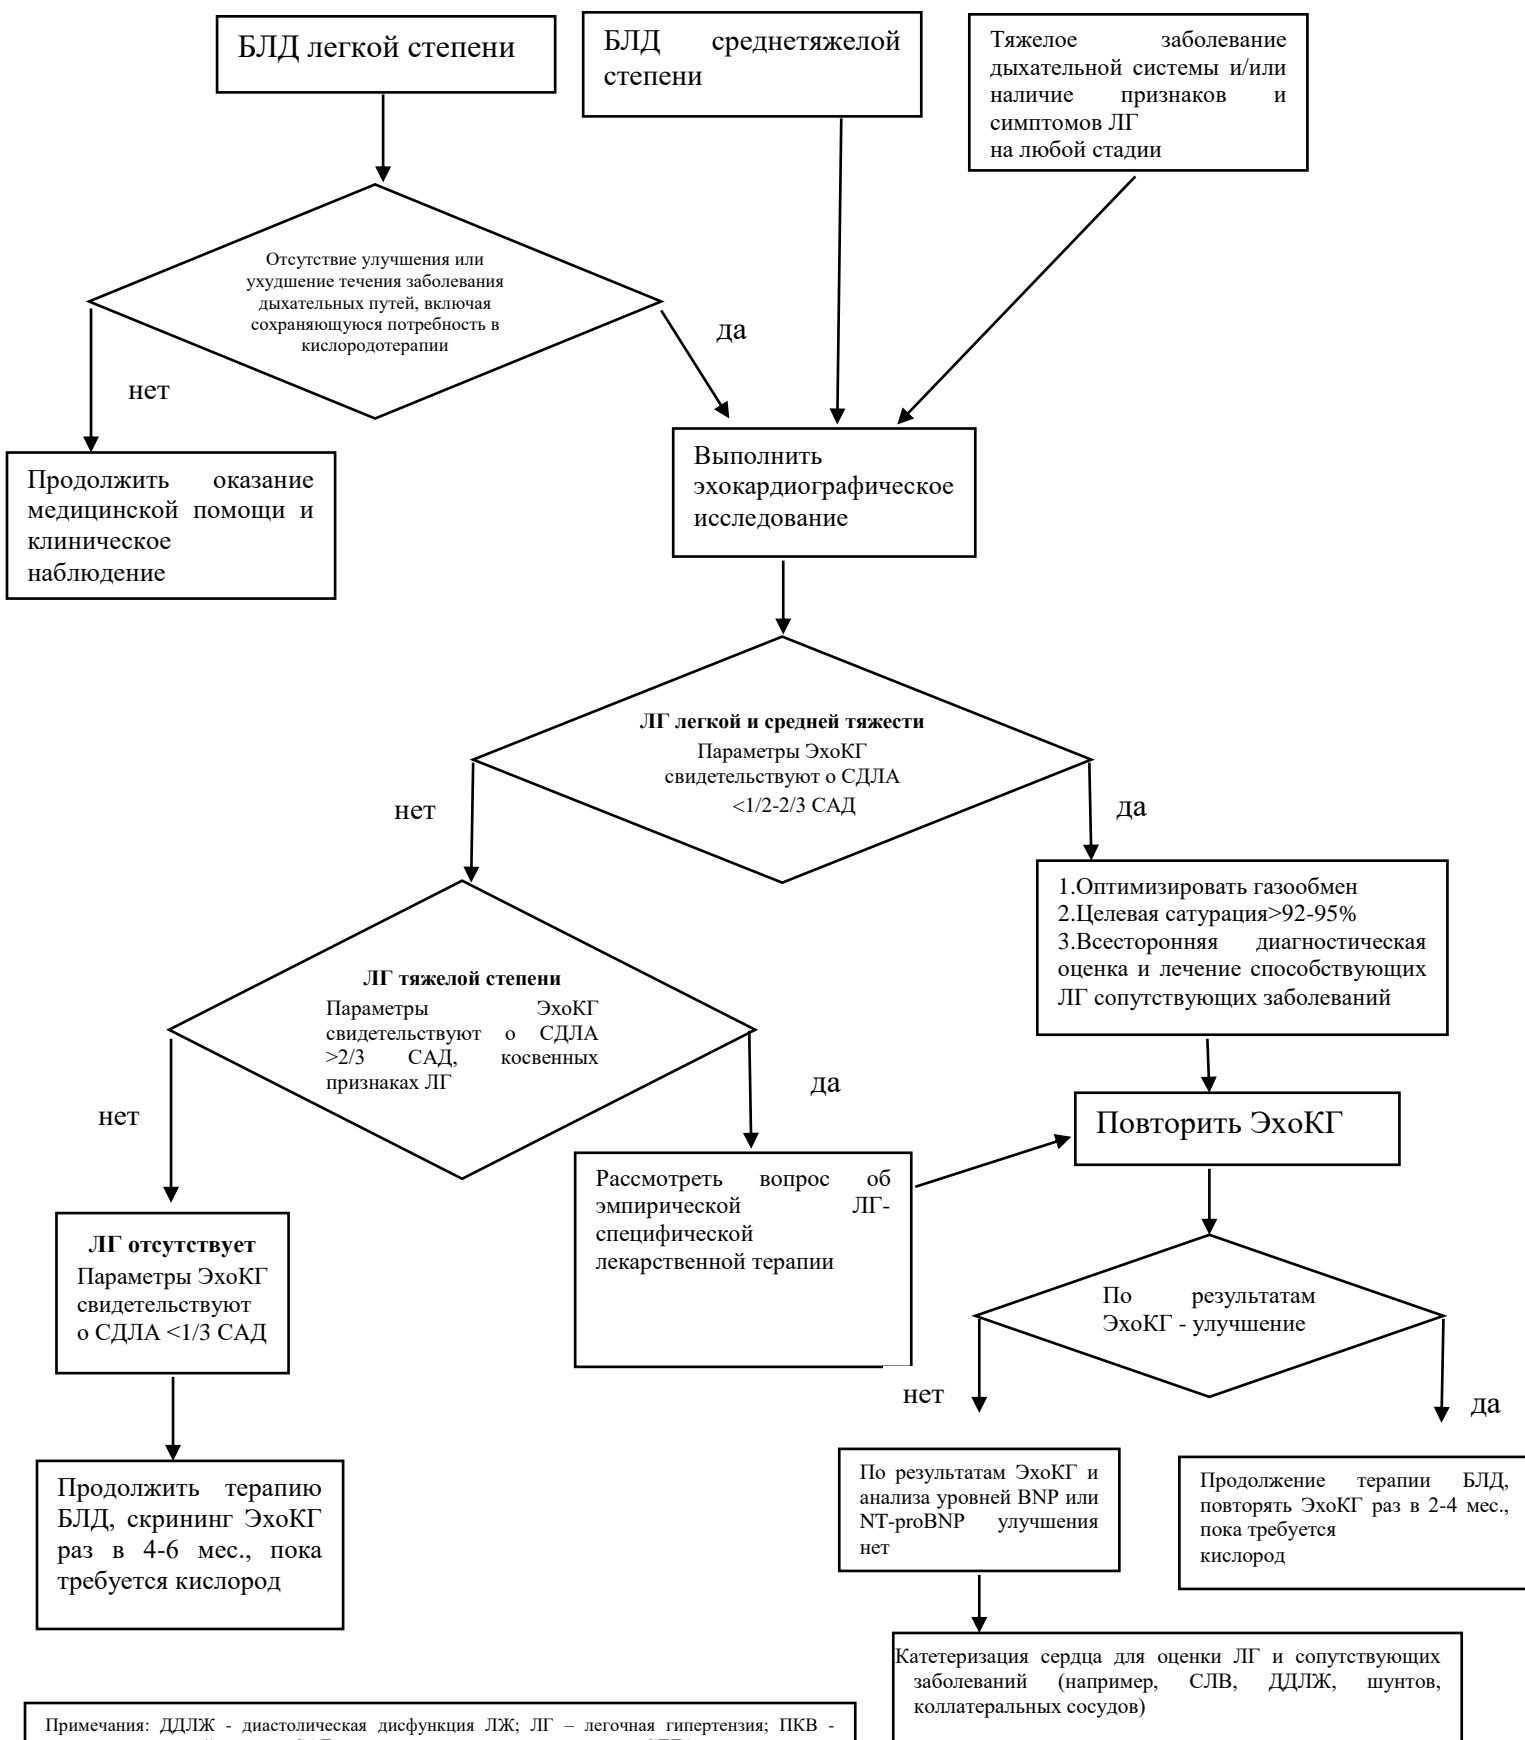 БЛД легкой степени
БЛД среднетяжелой
степени
Тяжелое заболевание
дыхательной системы и/или
наличие признаков и
симптомов ЛГ
на любой стадии
Отсутствие улучшения или
ухудшение течения заболевания
дыхательных путей, включая
сохраняющуюся потребность в
кислородотерапии
да
нет
Продолжить оказание
медицинской помощи и
клиническое
наблюдение
Выполнить
эхокардиографическое
исследование
ЛГ легкой и средней тяжести
Параметры ЭхоКГ
свидетельствуют о СДЛА
<1/2-2/3 САД
нет
да
1.Оптимизировать газообмен
2.Целевая сатурация>92-95%
3.Всесторонняя диагностическая
оценка и лечение способствующих
ЛГ сопутствующих заболеваний
ЛГ тяжелой степени
Параметры ЭхоКГ
свидетельствуют о СДЛА
>2/3 САД, косвенных
признаках ЛГ
нет
да
Повторить ЭхоКГ
Рассмотреть вопрос об
эмпирической ЛГ-
специфической
лекарственной терапии
ЛГ отсутствует
Параметры ЭхоКГ
свидетельствуют
о СДЛА <1/3 САД
По результатам
ЭхоКГ - улучшение
нет
да
Продолжить терапию
БЛД, скрининг ЭхоКГ
раз в 4-6 мес., пока
требуется кислород
По результатам ЭхоКГ и
анализа уровней BNP или
NT-proBNP улучшения
нет
Продолжение терапии БЛД,
повторять ЭхоКГ раз в 2-4 мес.,
пока требуется
кислород
Катетеризация сердца для оценки ЛГ и сопутствующих
заболеваний (например, СЛВ, ДДЛЖ, шунтов,
коллатеральных сосудов)
Примечания: ДДЛЖ - диастолическая дисфункция ЛЖ; ЛГ – легочная гипертензия; ПКВ -